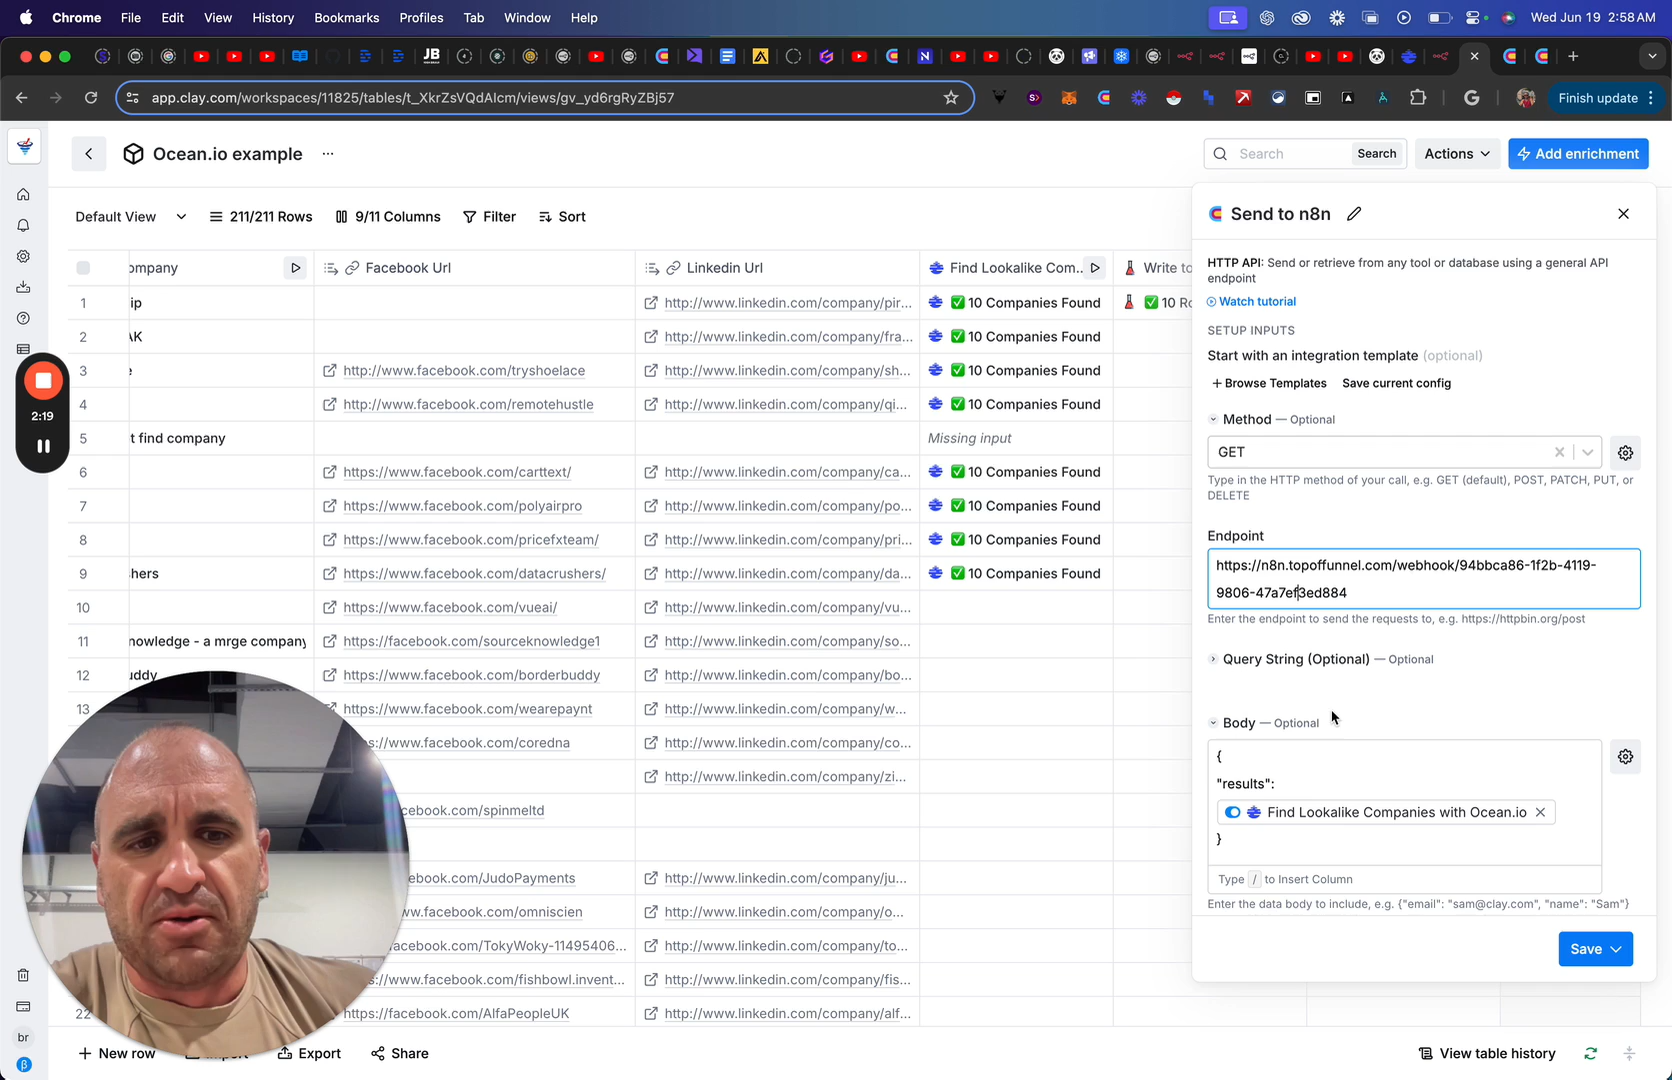 Chrome File Edit View History Bookmarks Profiles Tab Window Help
Wed Jun 19 2:58 AM
JB
app.clay.com/workspaces/11825/tables/t_XkrZsVQdAIcm/views/gv_yd6rgRyZBj57
Finish update
Ocean.io example
Search
Search
Actions
Add enrichment
Default View
211/211 Rows
9/11 Columns
Filter
Sort
ompany
Facebook Url
Linkedin Url
Find Lookalike Com...
Write to
1 ip http://www.linkedin.com/company/pir... 10 Companies Found 10 Ro
2 AK http://www.linkedin.com/company/fra... 10 Companies Found
3 e http://www.facebook.com/tryshoelace http://www.linkedin.com/company/sh... 10 Companies Found
4 http://www.facebook.com/remotehustle http://www.linkedin.com/company/qi... 10 Companies Found
5 t find company Missing input
6 https://www.facebook.com/carttext/ http://www.linkedin.com/company/ca... 10 Companies Found
7 https://www.facebook.com/polyairpro http://www.linkedin.com/company/po... 10 Companies Found
8 https://www.facebook.com/pricefxteam/ http://www.linkedin.com/company/pri... 10 Companies Found
9 hers https://www.facebook.com/datacrushers/ http://www.linkedin.com/company/da... 10 Companies Found
10 https://www.facebook.com/vueai/ http://www.linkedin.com/company/vu...
11 nowledge - a mrge company https://facebook.com/sourceknowledge1 http://www.linkedin.com/company/so...
12 uddy https://www.facebook.com/borderbuddy http://www.linkedin.com/company/bo...
13 https://www.facebook.com/wearepaynt http://www.linkedin.com/company/w...
s://www.facebook.com/coredna http://www.linkedin.com/company/co...
http://www.linkedin.com/company/zi...
cebook.com/spinmeltd
ebook.com/JudoPayments http://www.linkedin.com/company/ju...
ww.facebook.com/omniscien http://www.linkedin.com/company/o...
acebook.com/TokyWoky-11495406... http://www.linkedin.com/company/to...
s://www.facebook.com/fishbowl.invent... http://www.linkedin.com/company/fis...
22 https://facebook.com/AlfaPeopleUK http://www.linkedin.com/company/alf...
2:19
br
β
New row
Export
Share
View table history
Send to n8n
HTTP API: Send or retrieve from any tool or database using a general API
endpoint
Watch tutorial
SETUP INPUTS
Start with an integration template (optional)
+ Browse Templates Save current config
Method — Optional
GET
Type in the HTTP method of your call, e.g. GET (default), POST, PATCH, PUT, or
DELETE
Endpoint
https://n8n.topoffunnel.com/webhook/94bbca86-1f2b-4119-
9806-47a7ef3ed884
Enter the endpoint to send the requests to, e.g. https://httpbin.org/post
Query String (Optional) — Optional
Body — Optional
{
"results":
Find Lookalike Companies with Ocean.io
}
Type / to Insert Column
Enter the data body to include, e.g. {"email": "sam@clay.com", "name": "Sam"}
Save